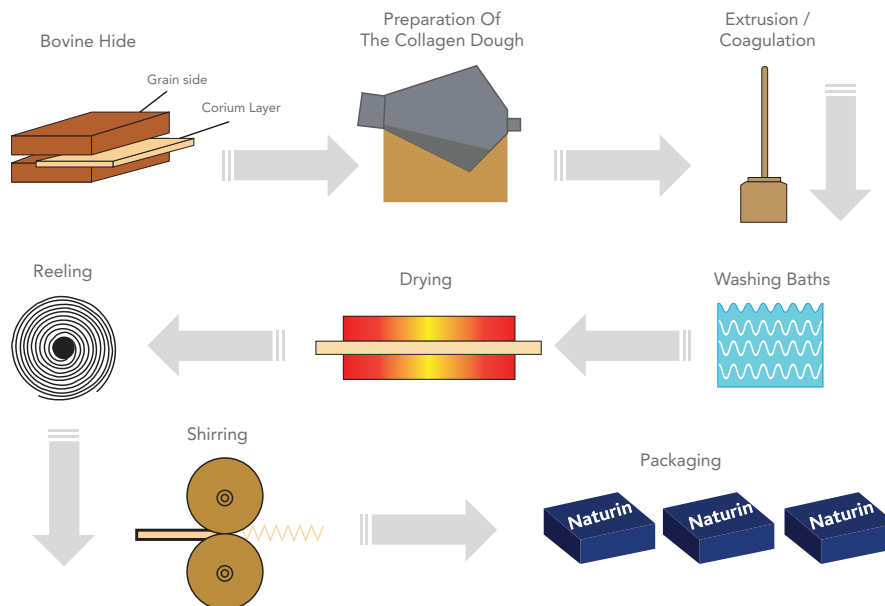 Bovine Hide
Grain side
Corium Layer
Preparation Of
The Collagen Dough
Extrusion /
Coagulation
Washing Baths
Drying
Reeling
Shirring
Packaging
Naturin
Naturin
Naturin